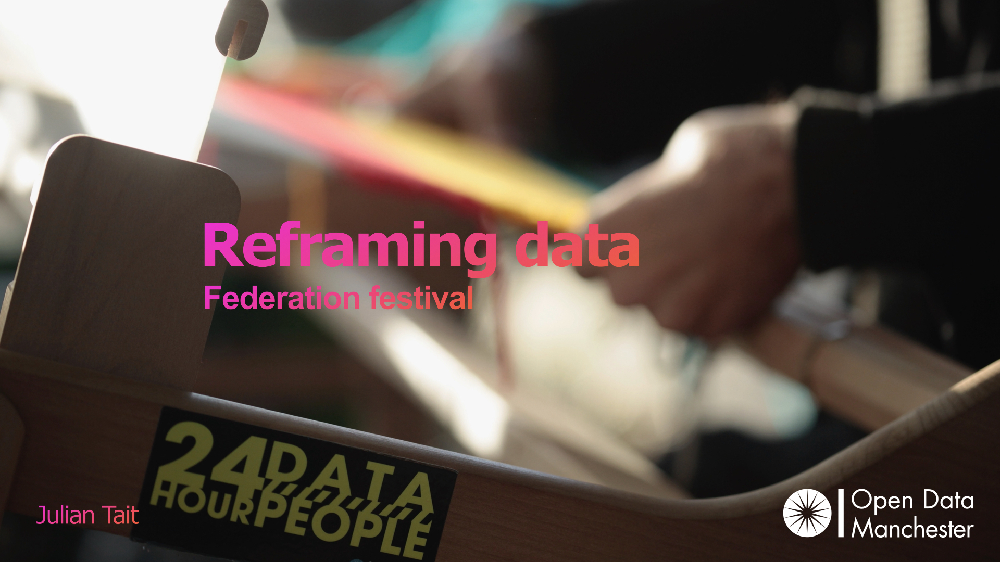 Reframing data
Federation festival
24 DATA
HOUR PEOPLE
Julian Tait
Open Data
Manchester